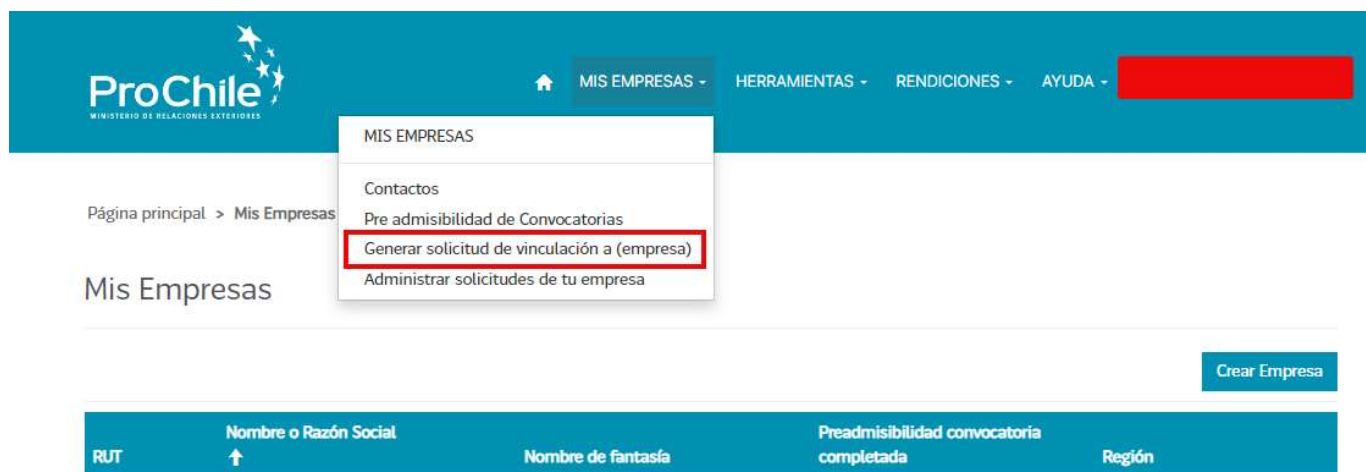 ProChile
MINISTERIO DE RELACIONES EXTERIORES
MIS EMPRESAS
HERRAMIENTAS
RENDICIONES
AYUDA
MIS EMPRESAS
Contactos
Pre admisibilidad de Convocatorias
Generar solicitud de vinculación a (empresa)
Administrar solicitudes de tu empresa
Página principal > Mis Empresas
Mis Empresas
Crear Empresa
RUT
Nombre o Razón Social
Nombre de fantasía
Preadmisibilidad convocatoria
completada
Región